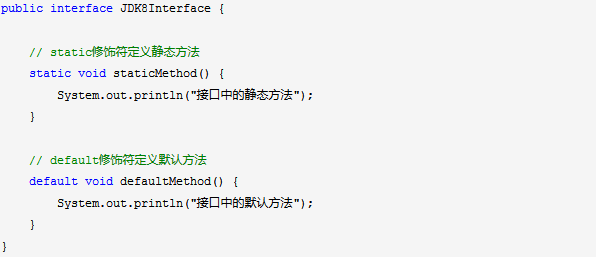 public interface JDK8Interface {
// static修饰符定义静态方法
static void staticMethod() {
System.out.println("接口中的静态方法");
}
// default修饰符定义默认方法
default void defaultMethod() {
System.out.println("接口中的默认方法");
}
}